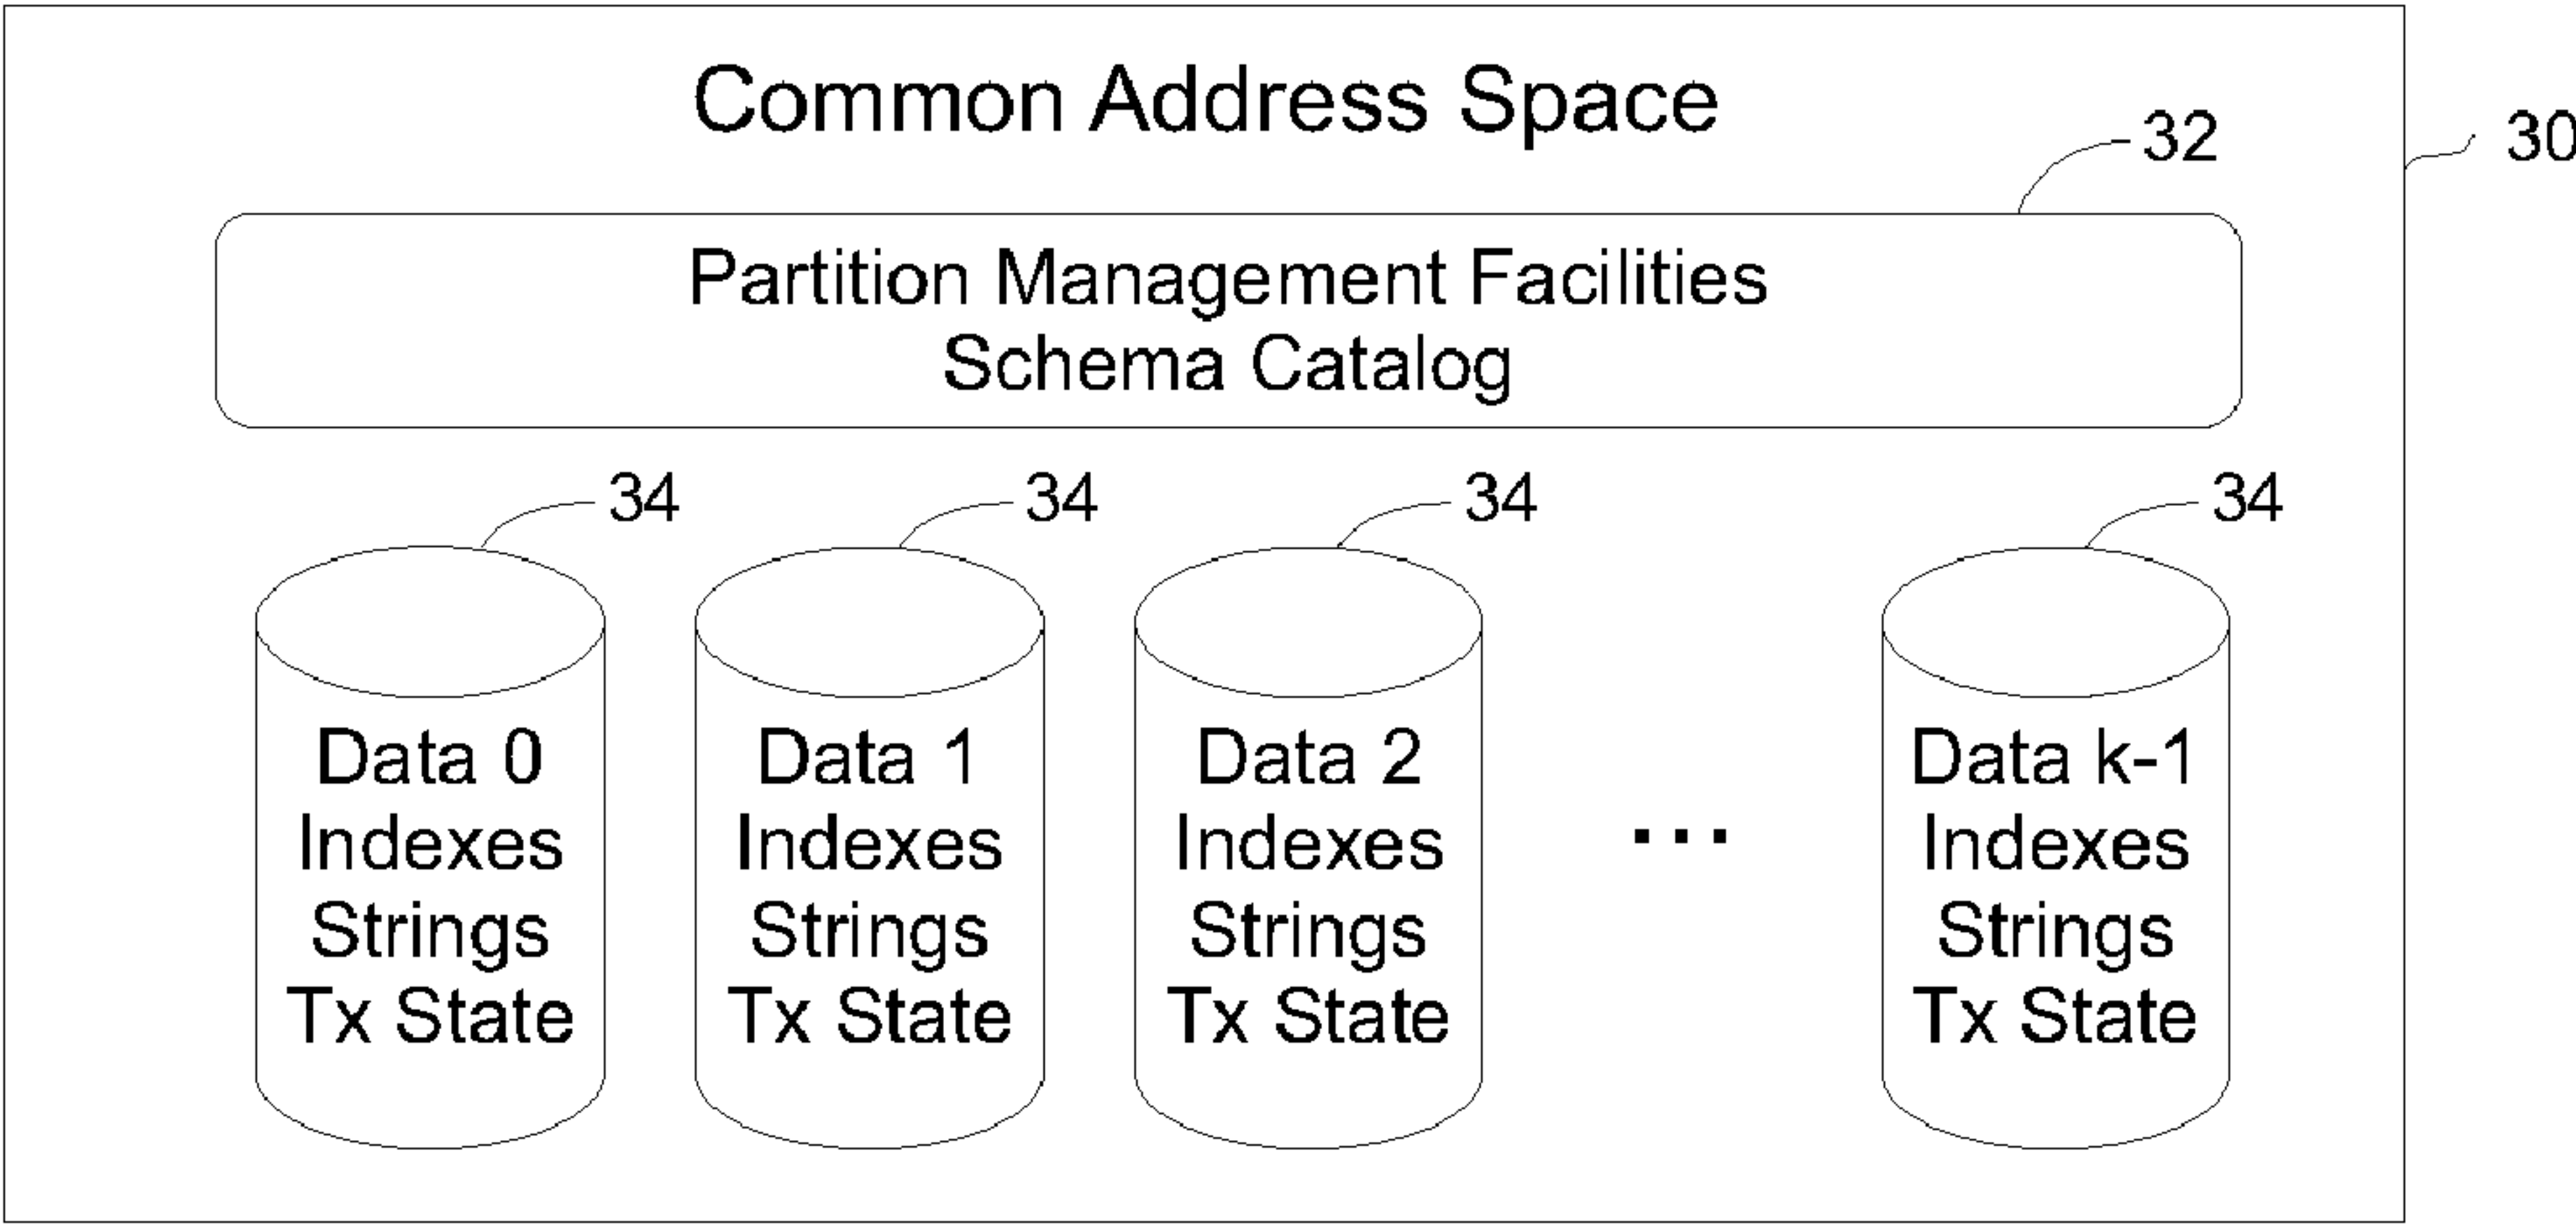 Common Address Space
32
30
Partition Management Facilities
Schema Catalog
34
34
34
34
Data 0
Indexes
Strings
Tx State
Data 1
Indexes
Strings
Tx State
Data 2
Indexes
Strings
Tx State
...
Data k-1
Indexes
Strings
Tx State